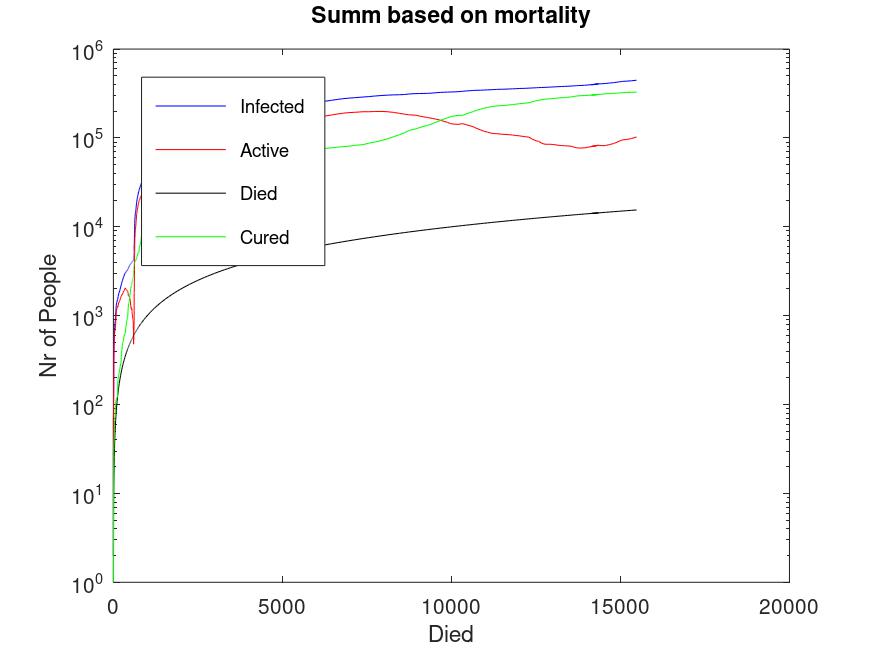 Summ based on mortality
10^6
10^5
10^4
10^3
10^2
10^1
10^0
Nr of People
Infected
Active
Died
Cured
0 5000 10000 15000 20000
Died